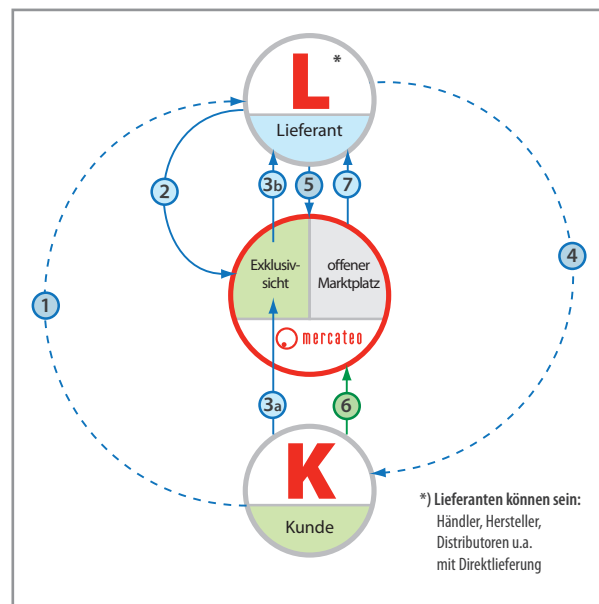 L
*
Lieferant
2
3b
5
7
Exklusiv-
sicht
offener
Marktplatz
mercateo
1
4
3a
6
K
Kunde
*) Lieferanten können sein:
Händler, Hersteller,
Distributoren u.a.
mit Direktlieferung